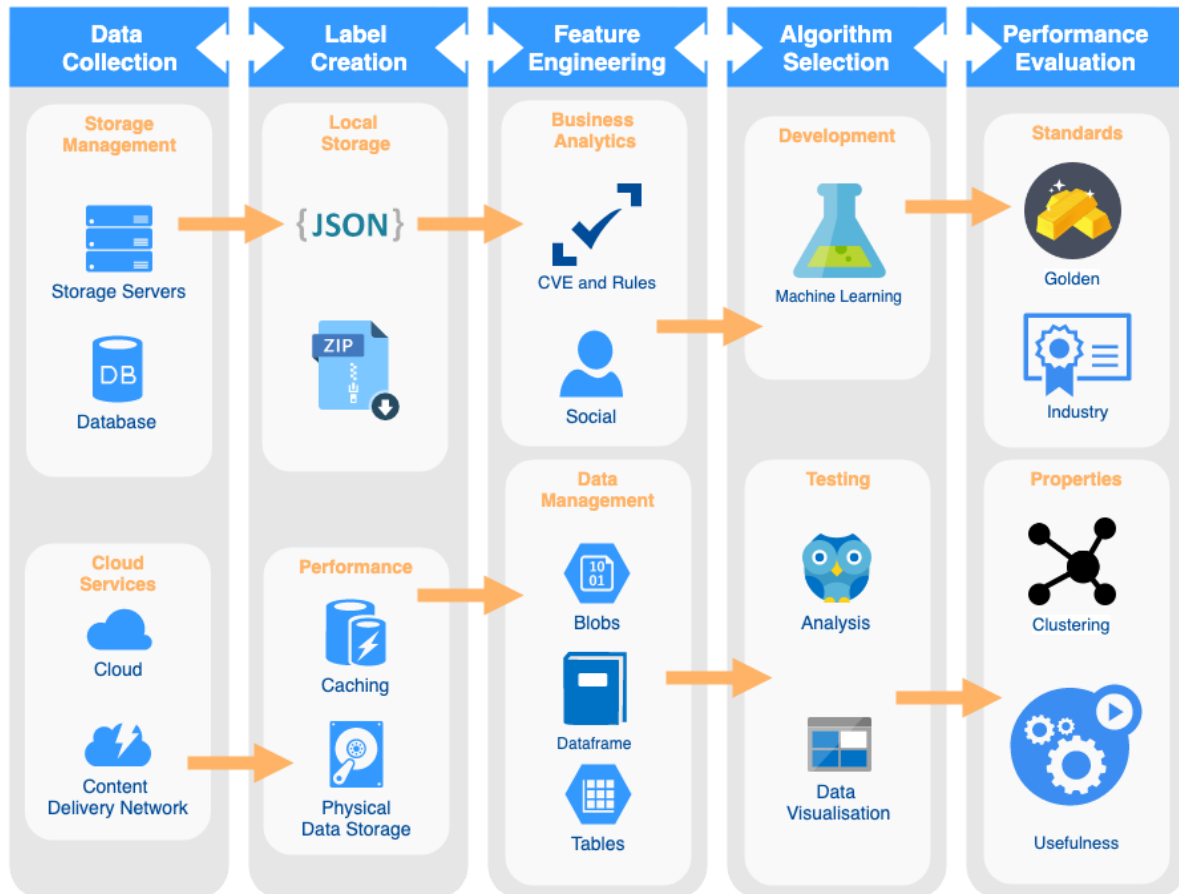 Data
Collection
Label
Creation
Feature
Engineering
Algorithm
Selection
Performance
Evaluation
Storage
Management
Storage Servers
DB
Database
Cloud
Services
Cloud
Content
Delivery Network
Local
Storage
{JSON}
ZIP
Performance
Caching
Physical
Data Storage
Business
Analytics
CVE and Rules
Social
Data
Management
10
01
Blobs
Dataframe
Tables
Development
Machine Learning
Testing
Analysis
Data
Visualisation
Standards
Golden
Industry
Properties
Clustering
Usefulness